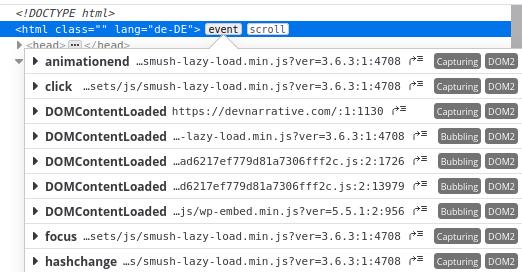 <!DOCTYPE html>
<html class="" lang="de-DE"> event scroll
<head> ••• </head>
animationend …smush-lazy-load.min.js?ver=3.6.3:1:4708 Capturing DOM2
click …sets/js/smush-lazy-load.min.js?ver=3.6.3:1:4708 Capturing DOM2
DOMContentLoaded https://devnarrative.com/:1:1130 Capturing DOM2
DOMContentLoaded …-lazy-load.min.js?ver=3.6.3:1:4708 Bubbling DOM2
DOMContentLoaded …ad6217ef779d81a7306fff2c.js:2:1726 Bubbling DOM2
DOMContentLoaded …d6217ef779d81a7306fff2c.js:2:13979 Bubbling DOM2
DOMContentLoaded …js/wp-embed.min.js?ver=5.5.1:2:956 Bubbling DOM2
focus …sets/js/smush-lazy-load.min.js?ver=3.6.3:1:4708 Capturing DOM2
hashchange …s/smush-lazy-load.min.js?ver=3.6.3:1:4708 Capturing DOM2